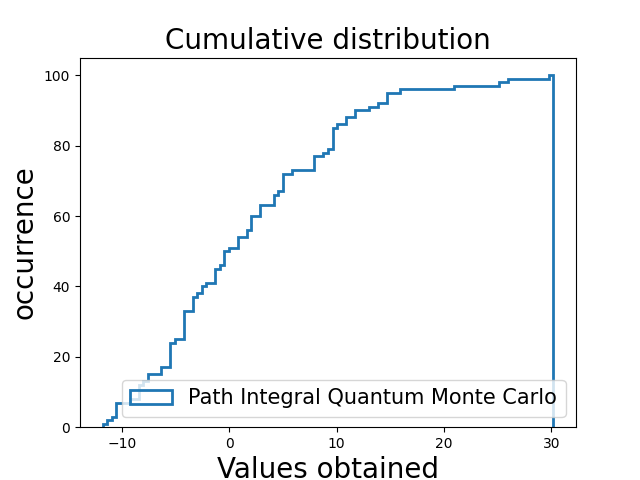 Cumulative distribution
occurrence
100
80
60
40
20
0
Path Integral Quantum Monte Carlo
−10 0 10 20 30
Values obtained